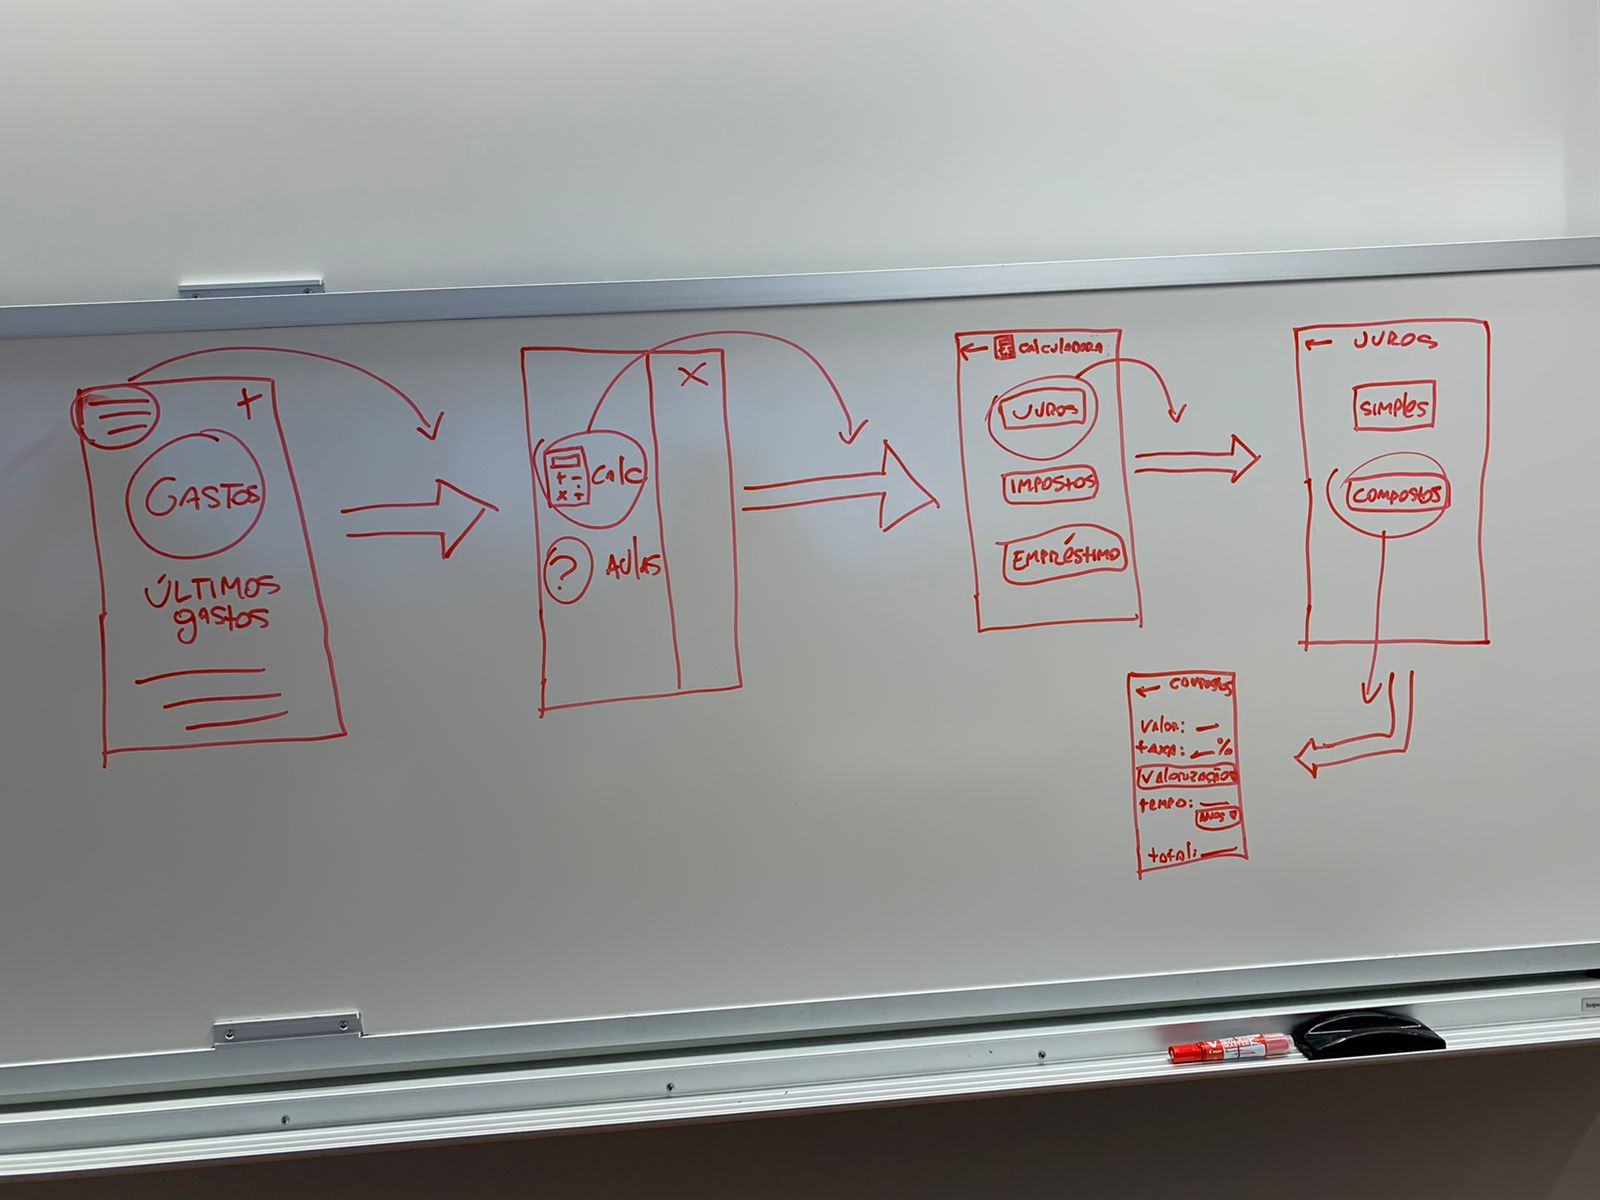 +
GASTOS
ÚLTIMOS
gastos
X
+ -
x ÷
CALC
? AULAS
← CALCULADORA
JUROS
IMPOSTOS
EMPRÉSTIMO
← JUROS
SIMPLES
COMPOSTOS
← COMPOSTOS
VALOR:
tAXA: %
VALORIZAÇÃO
tEMPO:
ANOS
tOtAL: